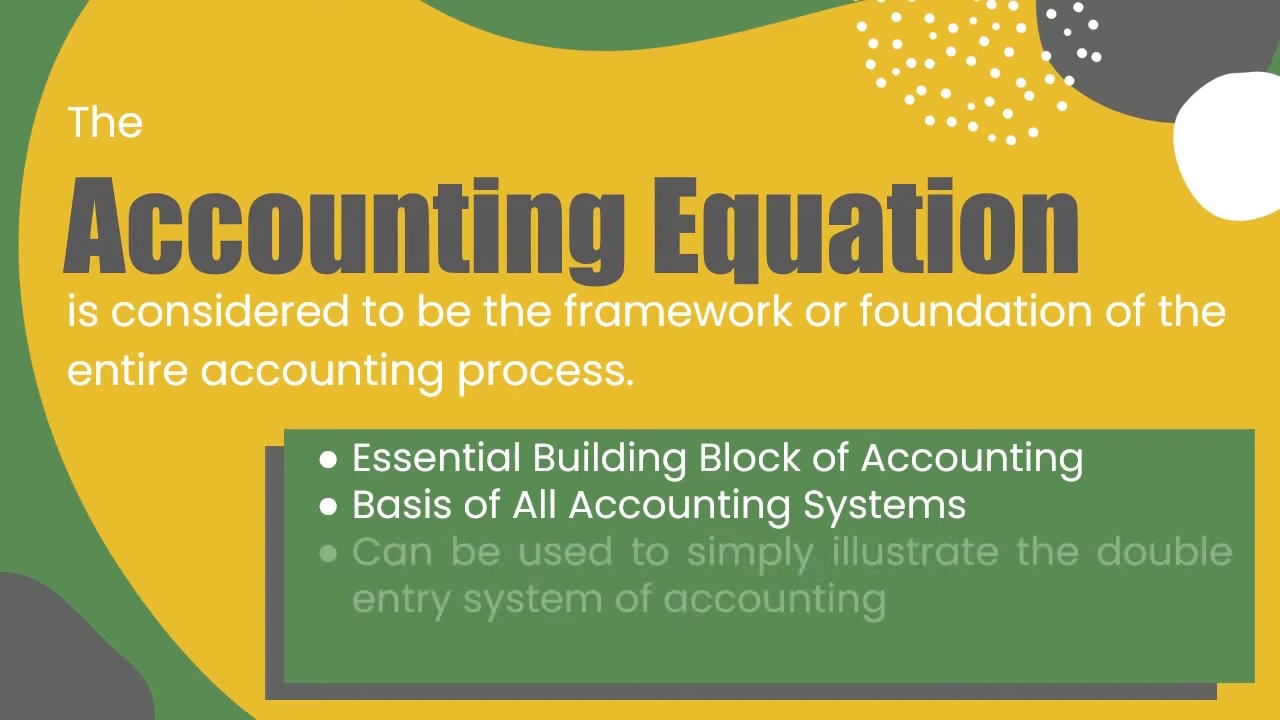 The
Accounting Equation
is considered to be the framework or foundation of the
entire accounting process.
● Essential Building Block of Accounting
● Basis of All Accounting Systems
● Can be used to simply illustrate the double
entry system of accounting